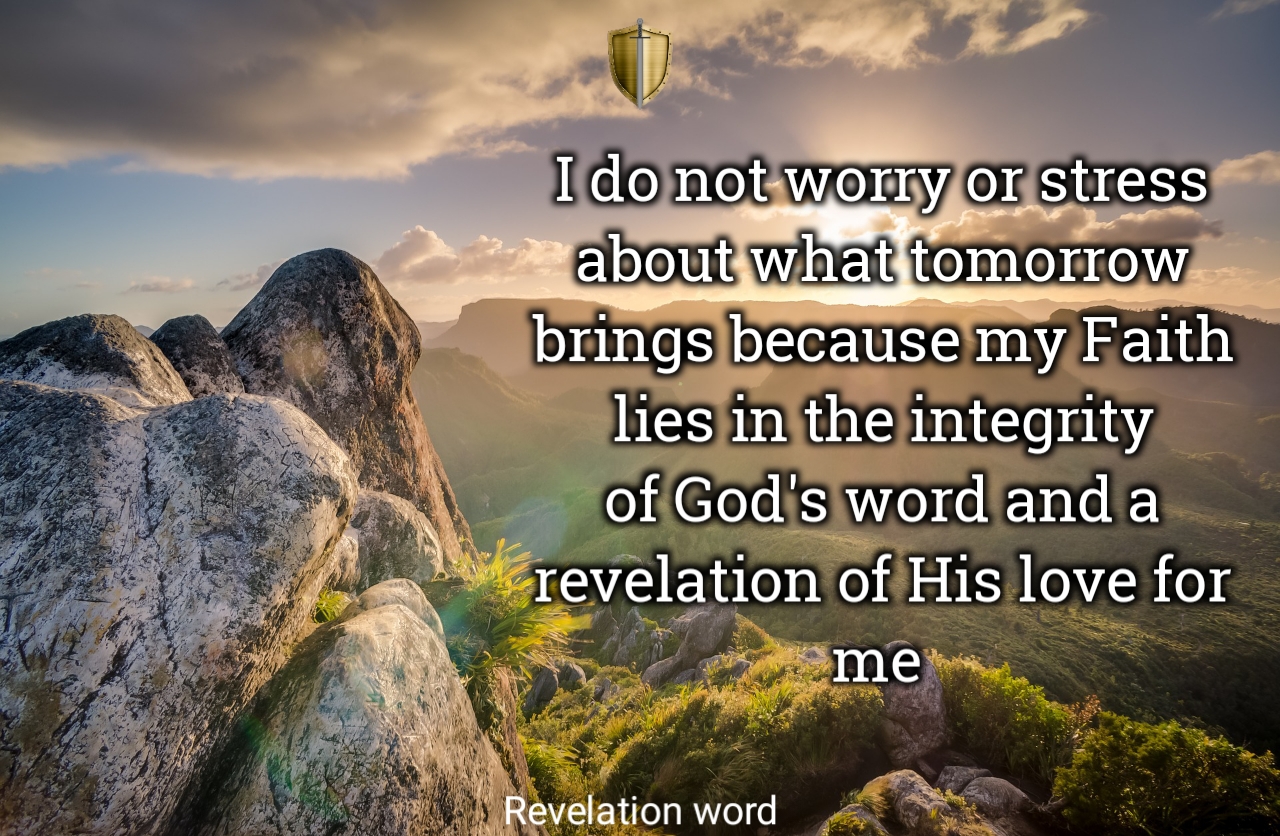 I do not worry or stress
about what tomorrow
brings because my Faith
lies in the integrity
of God's word and a
revelation of His love for
me
Revelation word